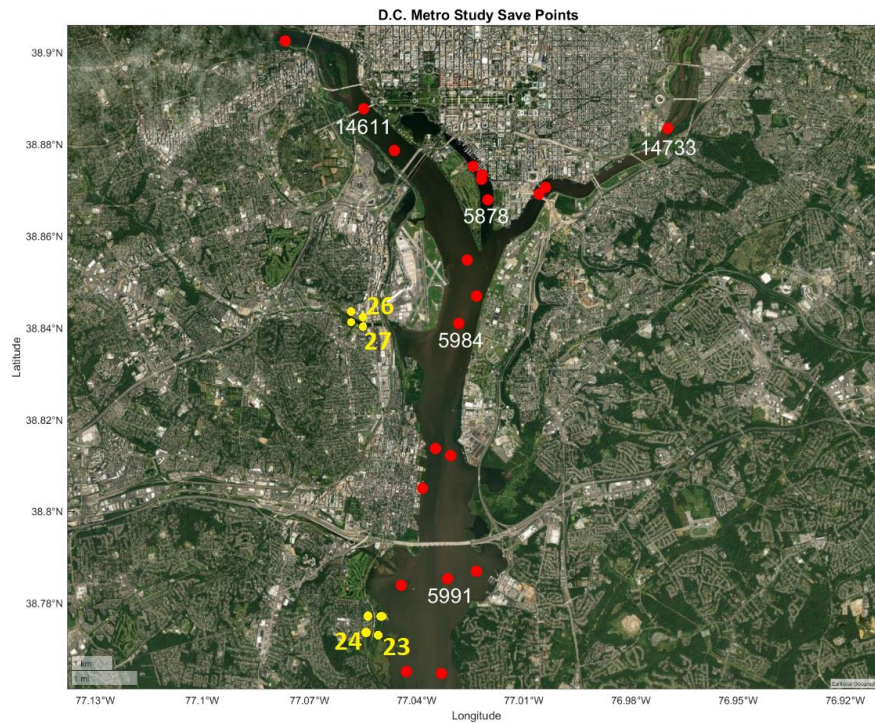 D.C. Metro Study Save Points
38.9°N
14611
38.88°N
14733
5878
38.86°N
26
38.84°N
27
5984
Latitude
38.82°N
38.8°N
5991
38.78°N
24
23
1 km
1 mi
77.13°W
77.1°W
77.07°W
77.04°W
77.01°W
76.98°W
76.95°W
76.92°W
Longitude